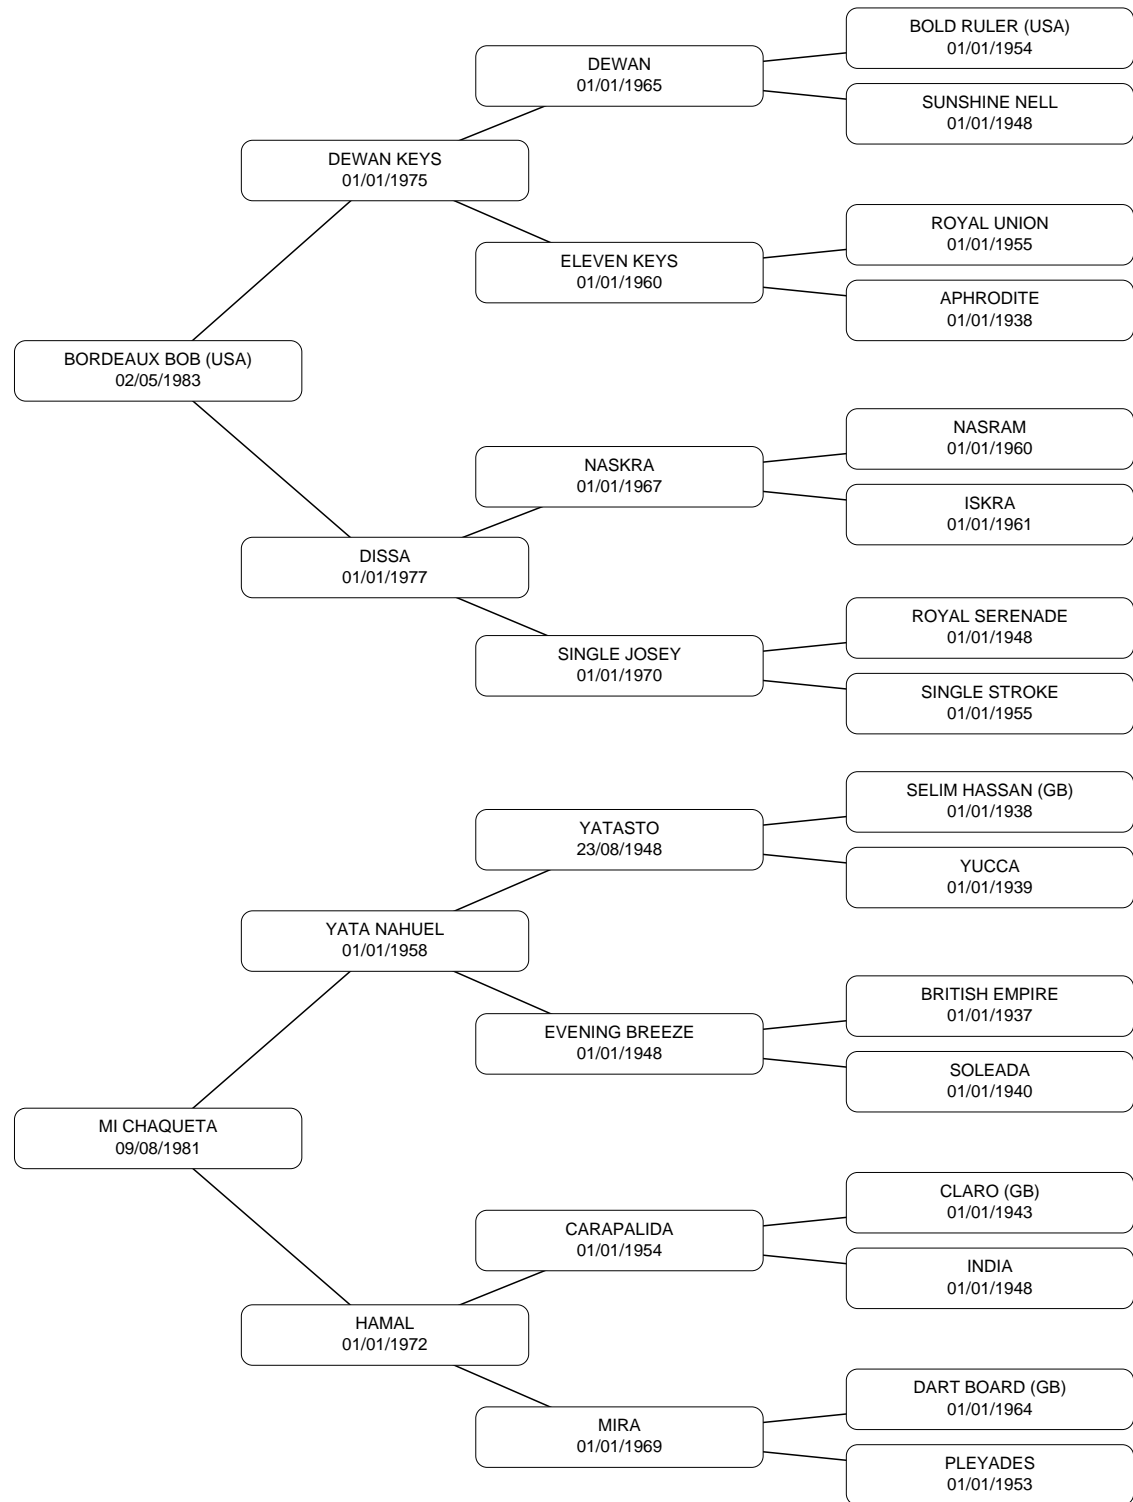 BOLD RULER (USA)
01/01/1954
DEWAN
01/01/1965
SUNSHINE NELL
01/01/1948
DEWAN KEYS
01/01/1975
ROYAL UNION
01/01/1955
ELEVEN KEYS
01/01/1960
APHRODITE
01/01/1938
BORDEAUX BOB (USA)
02/05/1983
NASRAM
01/01/1960
NASKRA
01/01/1967
ISKRA
01/01/1961
DISSA
01/01/1977
ROYAL SERENADE
01/01/1948
SINGLE JOSEY
01/01/1970
SINGLE STROKE
01/01/1955
SELIM HASSAN (GB)
01/01/1938
YATASTO
23/08/1948
YUCCA
01/01/1939
YATA NAHUEL
01/01/1958
BRITISH EMPIRE
01/01/1937
EVENING BREEZE
01/01/1948
SOLEADA
01/01/1940
MI CHAQUETA
09/08/1981
CLARO (GB)
01/01/1943
CARAPALIDA
01/01/1954
INDIA
01/01/1948
HAMAL
01/01/1972
DART BOARD (GB)
01/01/1964
MIRA
01/01/1969
PLEYADES
01/01/1953